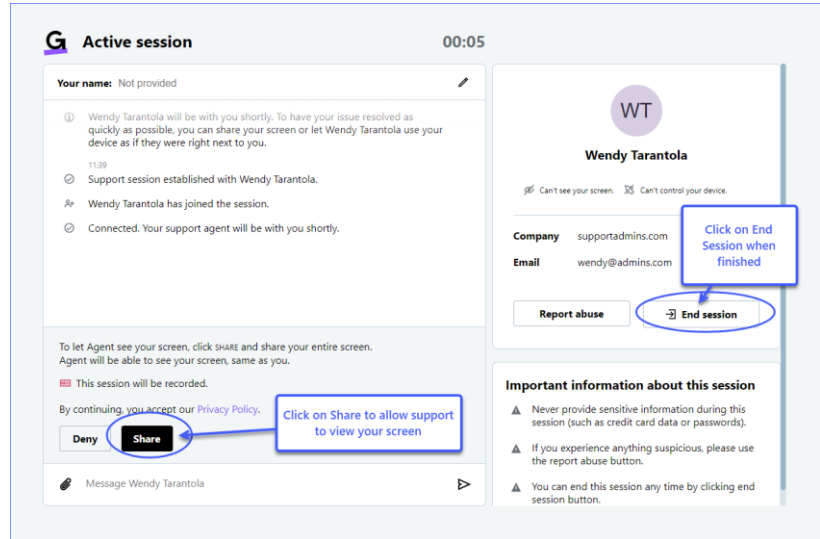 G Active session 00:05
Your name: Not provided
Wendy Tarantola will be with you shortly. To have your issue resolved as
quickly as possible, you can share your screen or let Wendy Tarantola use your
device as if they were right next to you.
11:39
Support session established with Wendy Tarantola.
Wendy Tarantola has joined the session.
Connected. Your support agent will be with you shortly.
To let Agent see your screen, click SHARE and share your entire screen.
Agent will be able to see your screen, same as you.
This session will be recorded.
By continuing, you accept our Privacy Policy.
Deny
Share
Click on Share to allow support
to view your screen
Message Wendy Tarantola
WT
Wendy Tarantola
Can't see your screen. Can't control your device.
Company supportadmins.com
Email wendy@admins.com
Click on End
Session when
finished
Report abuse
End session
Important information about this session
Never provide sensitive information during this
session (such as credit card data or passwords).
If you experience anything suspicious, please use
the report abuse button.
You can end this session any time by clicking end
session button.